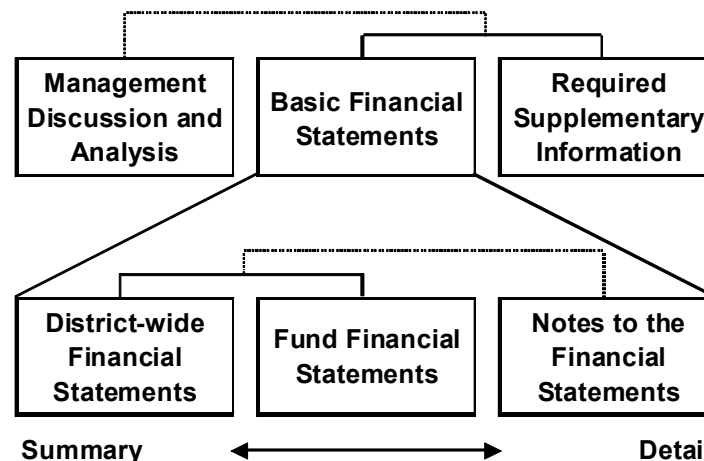 Management
Discussion and
Analysis
Basic Financial
Statements
Required
Supplementary
Information
District-wide
Financial
Statements
Fund Financial
Statements
Notes to the
Financial
Statements
Summary
Detai